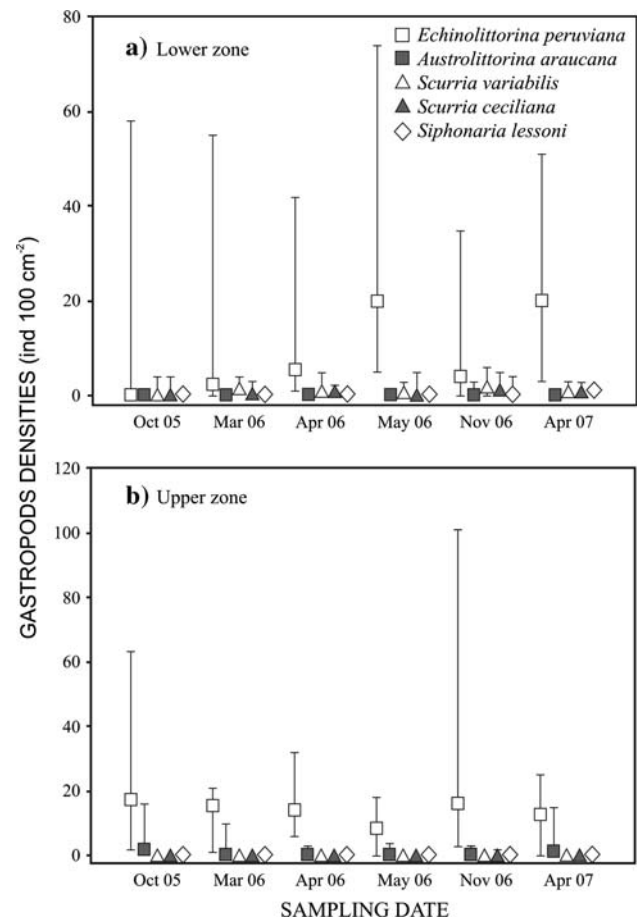 a) Lower zone
Echinolittorina peruviana
Austrolittorina araucana
Scurria variabilis
Scurria ceciliana
Siphonaria lessoni
80
60
40
20
0
Oct 05 Mar 06 Apr 06 May 06 Nov 06 Apr 07
GASTROPODS DENSITIES (ind 100 cm⁻²)
b) Upper zone
120
100
80
60
40
20
0
Oct 05 Mar 06 Apr 06 May 06 Nov 06 Apr 07
SAMPLING DATE